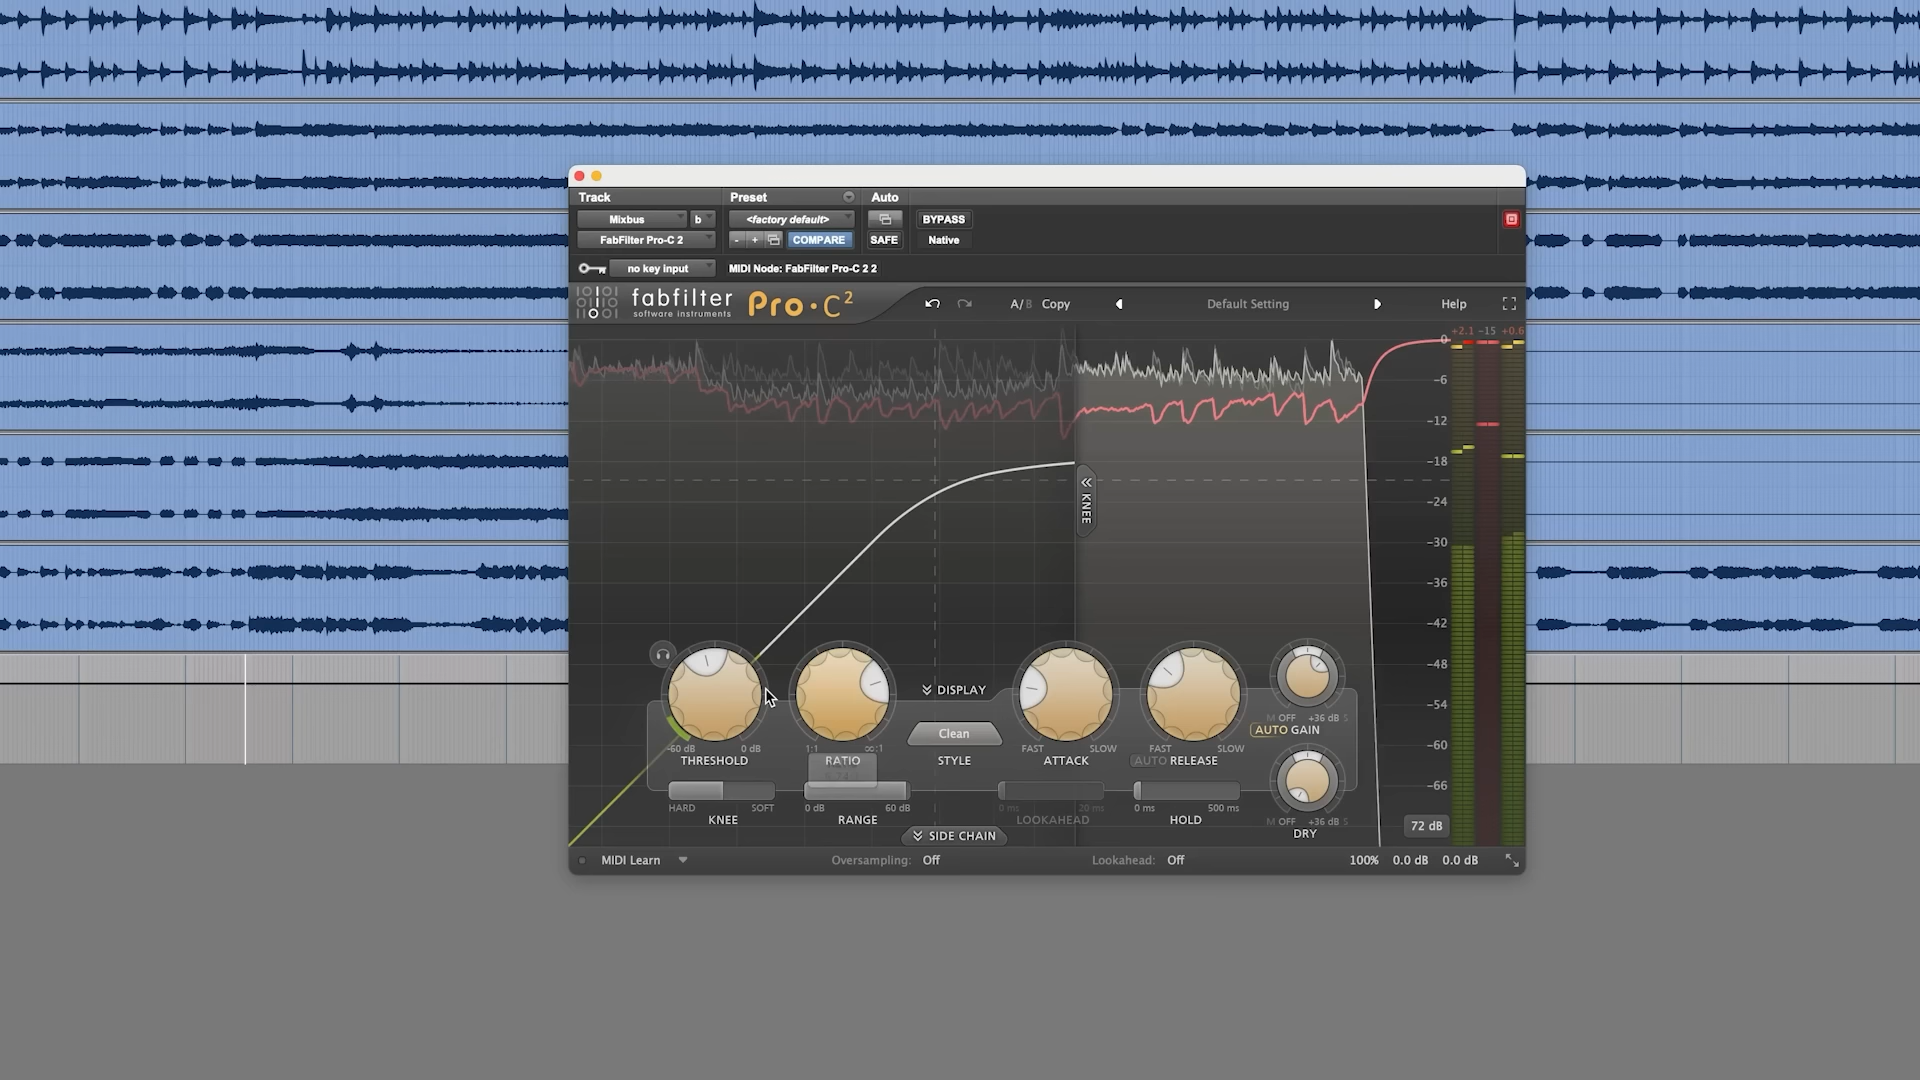 Track
Preset
Auto
Mixbus
b
<factory default>
BYPASS
FabFilter Pro-C 2
- +
COMPARE
SAFE
Native
no key input
MIDI Node: FabFilter Pro-C 2 2
fabfilter
software instruments
Pro·C²
A/B
Copy
Default Setting
Help
+2.1 -15 +0.6
0
-6
-12
-18
-24
-30
-36
-42
-48
-54
-60
-66
72 dB
KNEE
DISPLAY
Clean
STYLE
-60 dB
0 dB
THRESHOLD
1:1
∞:1
RATIO
FAST
SLOW
ATTACK
FAST
SLOW
AUTO RELEASE
M OFF +36 dB S
AUTO GAIN
HARD
SOFT
KNEE
0 dB
60 dB
RANGE
0 ms
20 ms
LOOKAHEAD
0 ms
500 ms
HOLD
M OFF +36 dB S
DRY
SIDE CHAIN
MIDI Learn
Oversampling: Off
Lookahead: Off
100%
0.0 dB
0.0 dB